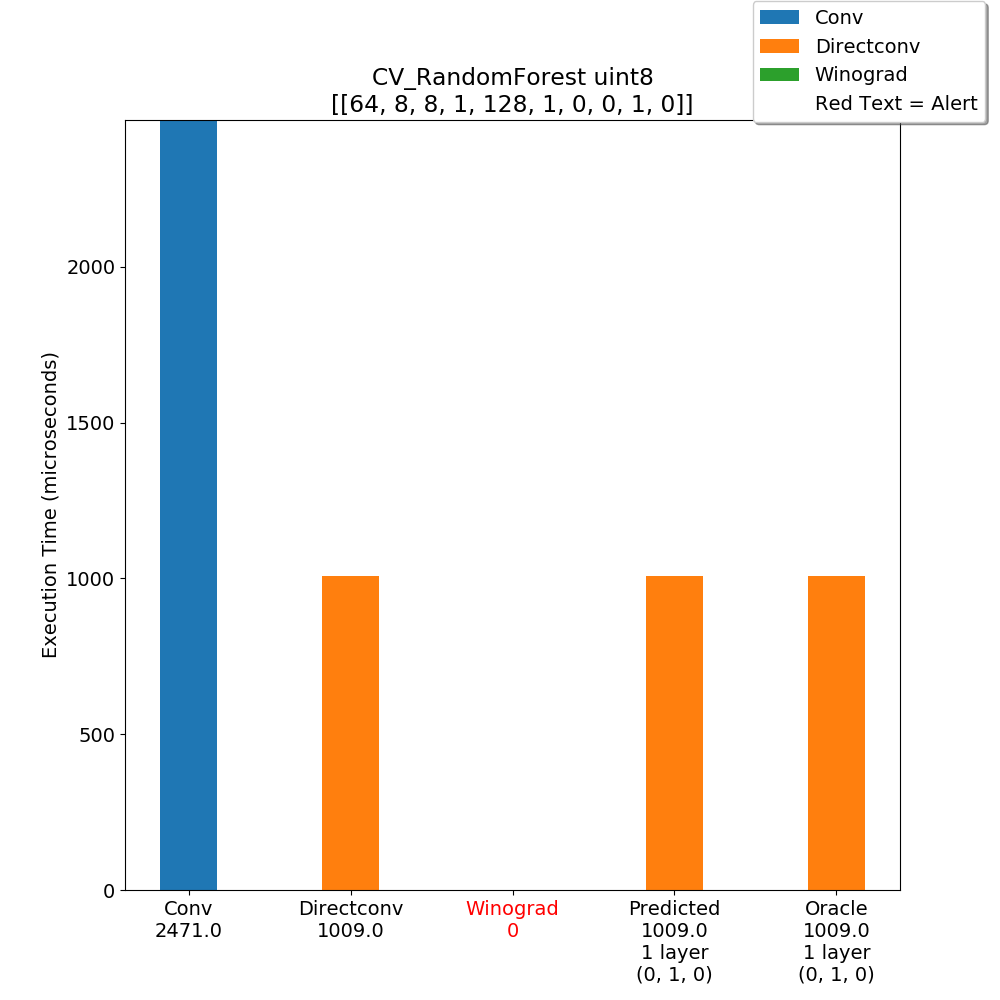 Conv
Directconv
Winograd
Red Text = Alert
CV_RandomForest uint8
[[64, 8, 8, 1, 128, 1, 0, 0, 1, 0]]
Execution Time (microseconds)
2000
1500
1000
500
0
Conv
2471.0
Directconv
1009.0
Winograd
0
Predicted
1009.0
1 layer
(0, 1, 0)
Oracle
1009.0
1 layer
(0, 1, 0)